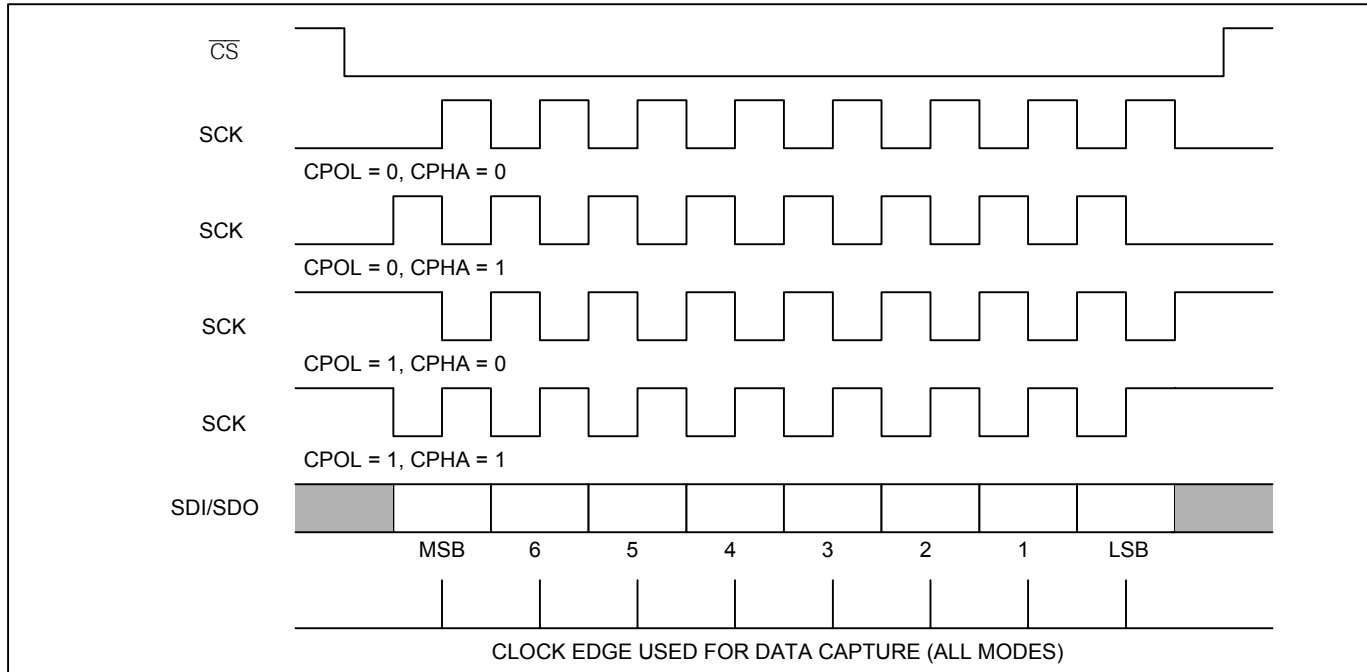 C̅S̅
SCK
CPOL = 0, CPHA = 0
SCK
CPOL = 0, CPHA = 1
SCK
CPOL = 1, CPHA = 0
SCK
CPOL = 1, CPHA = 1
SDI/SDO
MSB 6 5 4 3 2 1 LSB
CLOCK EDGE USED FOR DATA CAPTURE (ALL MODES)